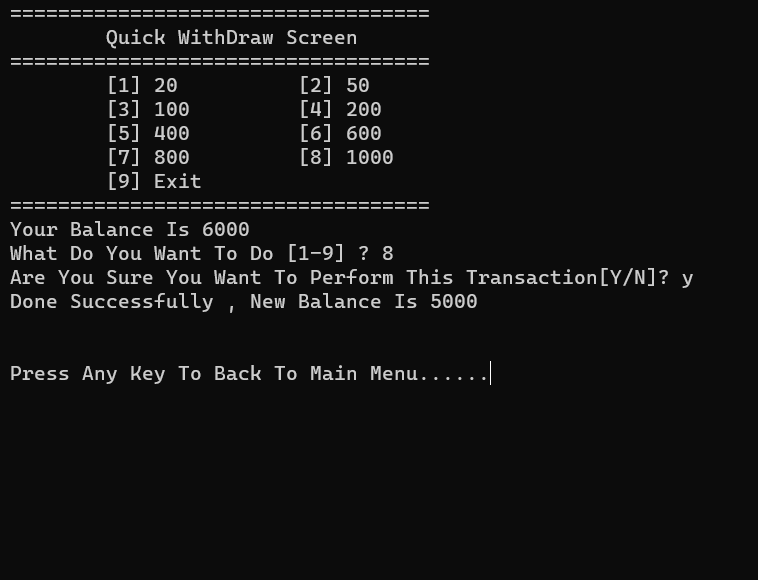 ===================================
Quick WithDraw Screen
===================================
[1] 20 [2] 50
[3] 100 [4] 200
[5] 400 [6] 600
[7] 800 [8] 1000
[9] Exit
===================================
Your Balance Is 6000
What Do You Want To Do [1-9] ? 8
Are You Sure You Want To Perform This Transaction[Y/N]? y
Done Successfully , New Balance Is 5000
Press Any Key To Back To Main Menu......